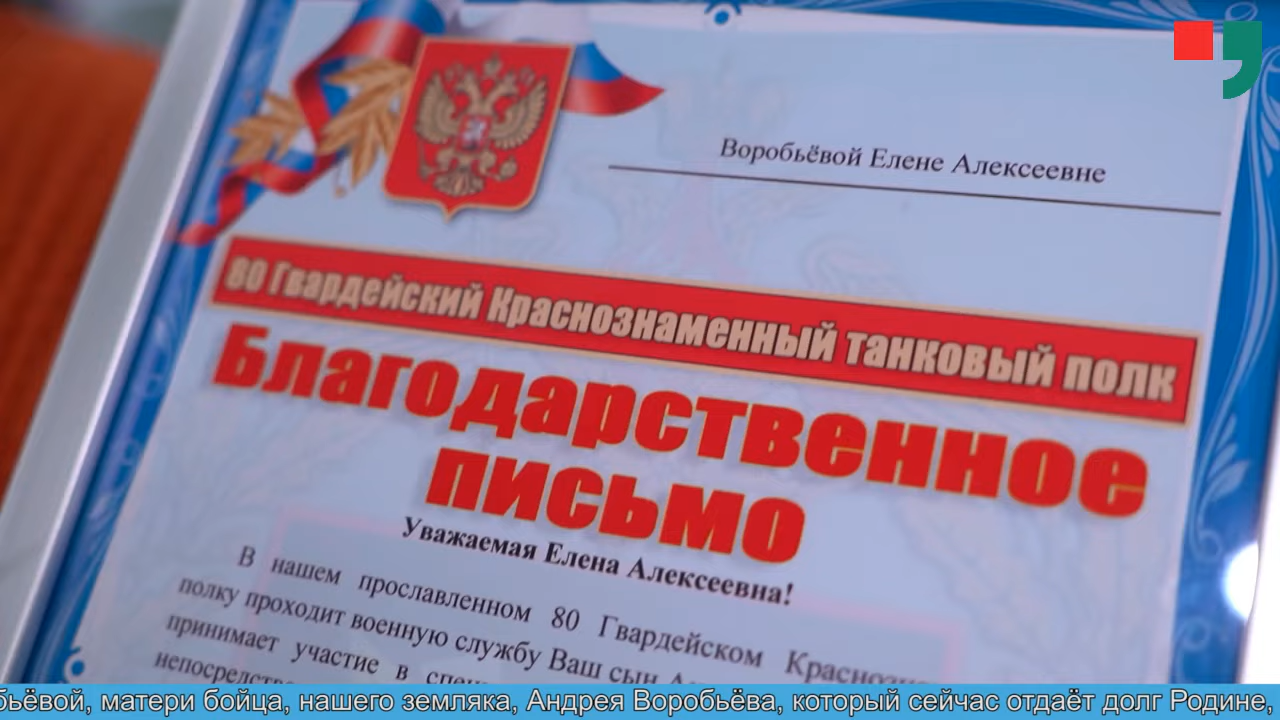 Воробьёвой Елене Алексеевне
80 Гвардейский Краснознаменный танковый полк
Благодарственное
письмо
Уважаемая Елена Алексеевна!
В нашем прославленном 80 Гвардейском
полку проходит военную службу Ваш сын
принимает участие в
бьёвой, матери бойца, нашего земляка, Андрея Воробьёва, который сейчас отдаёт долг Родине,